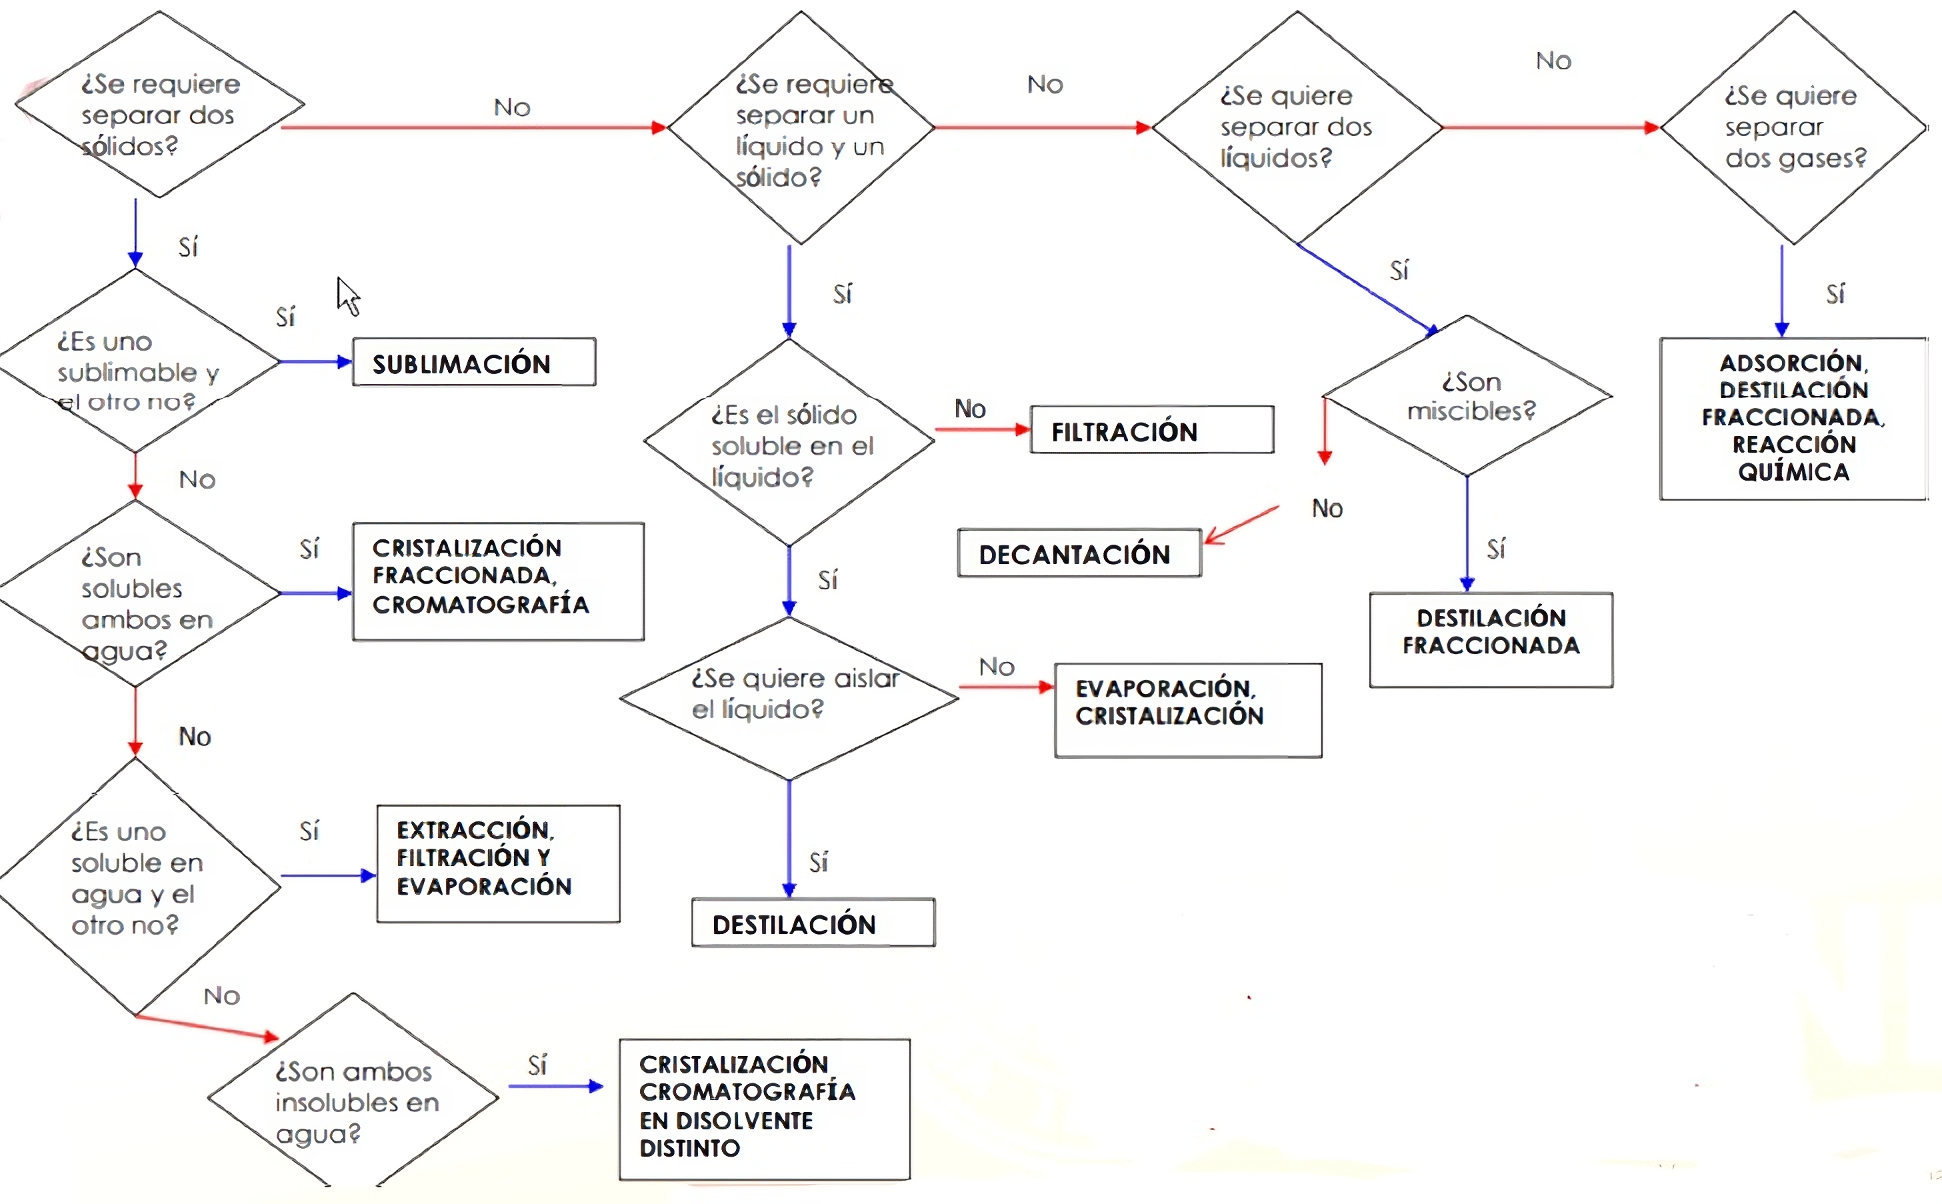 ¿Se requiere
separar dos
sólidos?
No
¿Se requiere
separar un
líquido y un
sólido?
No
¿Se quiere
separar dos
líquidos?
No
¿Se quiere
separar
dos gases?
Sí
¿Es uno
sublimable y
el otro no?
Sí
SUBLIMACIÓN
No
¿Son
solubles
ambos en
agua?
Sí
CRISTALIZACIÓN
FRACCIONADA,
CROMATOGRAFÍA
No
¿Es uno
soluble en
agua y el
otro no?
Sí
EXTRACCIÓN,
FILTRACIÓN Y
EVAPORACIÓN
No
¿Son ambos
insolubles en
agua?
Sí
CRISTALIZACIÓN
CROMATOGRAFÍA
EN DISOLVENTE
DISTINTO
Sí
¿Es el sólido
soluble en el
líquido?
No
FILTRACIÓN
Sí
¿Se quiere aislar
el líquido?
No
EVAPORACIÓN,
CRISTALIZACIÓN
Sí
DESTILACIÓN
Sí
¿Son
miscibles?
No
DECANTACIÓN
Sí
DESTILACIÓN
FRACCIONADA
Sí
ADSORCIÓN,
DESTILACIÓN
FRACCIONADA,
REACCIÓN
QUÍMICA